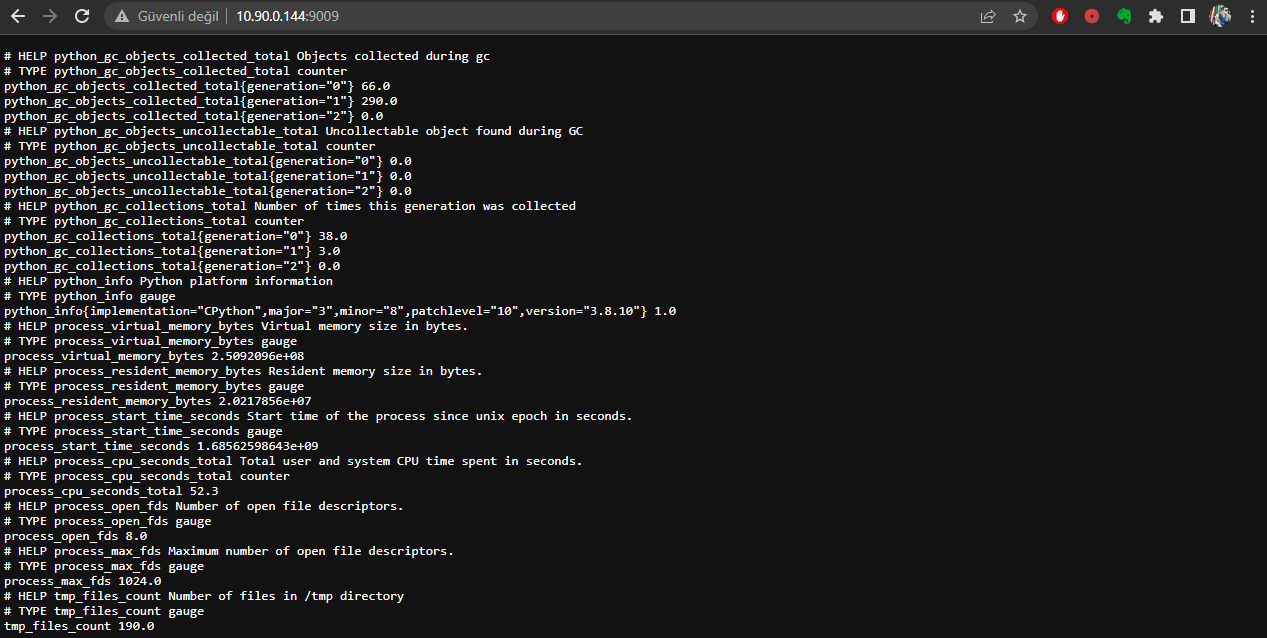 Güvenli değil 10.90.0.144:9009
# HELP python_gc_objects_collected_total Objects collected during gc
# TYPE python_gc_objects_collected_total counter
python_gc_objects_collected_total{generation="0"} 66.0
python_gc_objects_collected_total{generation="1"} 290.0
python_gc_objects_collected_total{generation="2"} 0.0
# HELP python_gc_objects_uncollectable_total Uncollectable object found during GC
# TYPE python_gc_objects_uncollectable_total counter
python_gc_objects_uncollectable_total{generation="0"} 0.0
python_gc_objects_uncollectable_total{generation="1"} 0.0
python_gc_objects_uncollectable_total{generation="2"} 0.0
# HELP python_gc_collections_total Number of times this generation was collected
# TYPE python_gc_collections_total counter
python_gc_collections_total{generation="0"} 38.0
python_gc_collections_total{generation="1"} 3.0
python_gc_collections_total{generation="2"} 0.0
# HELP python_info Python platform information
# TYPE python_info gauge
python_info{implementation="CPython",major="3",minor="8",patchlevel="10",version="3.8.10"} 1.0
# HELP process_virtual_memory_bytes Virtual memory size in bytes.
# TYPE process_virtual_memory_bytes gauge
process_virtual_memory_bytes 2.5092096e+08
# HELP process_resident_memory_bytes Resident memory size in bytes.
# TYPE process_resident_memory_bytes gauge
process_resident_memory_bytes 2.0217856e+07
# HELP process_start_time_seconds Start time of the process since unix epoch in seconds.
# TYPE process_start_time_seconds gauge
process_start_time_seconds 1.68562598643e+09
# HELP process_cpu_seconds_total Total user and system CPU time spent in seconds.
# TYPE process_cpu_seconds_total counter
process_cpu_seconds_total 52.3
# HELP process_open_fds Number of open file descriptors.
# TYPE process_open_fds gauge
process_open_fds 8.0
# HELP process_max_fds Maximum number of open file descriptors.
# TYPE process_max_fds gauge
process_max_fds 1024.0
# HELP tmp_files_count Number of files in /tmp directory
# TYPE tmp_files_count gauge
tmp_files_count 190.0